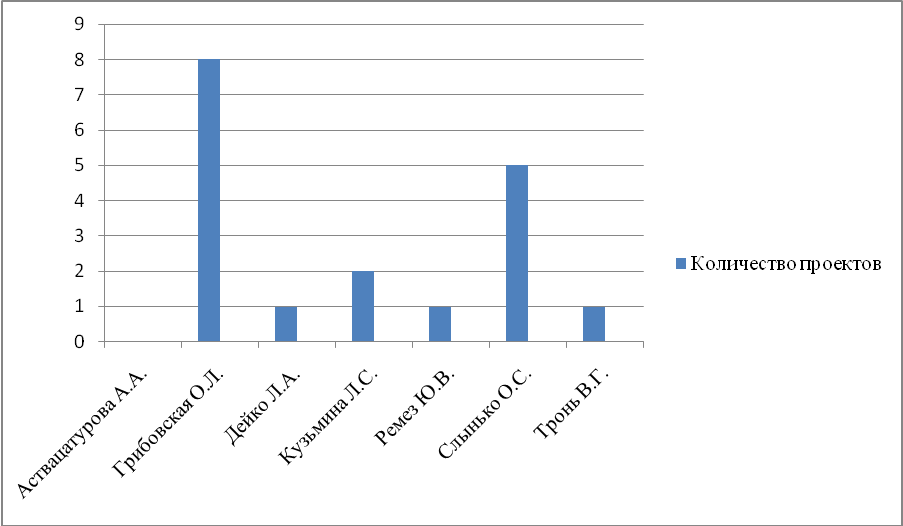 9
8
7
6
5
4
3
2
1
0
Аствацатурова А.А.
Грибовская О.Л.
Дейко Л.А.
Кузьмина Л.С.
Ремез Ю.В.
Слынько О.С.
Тронь В.Г.
Количество проектов